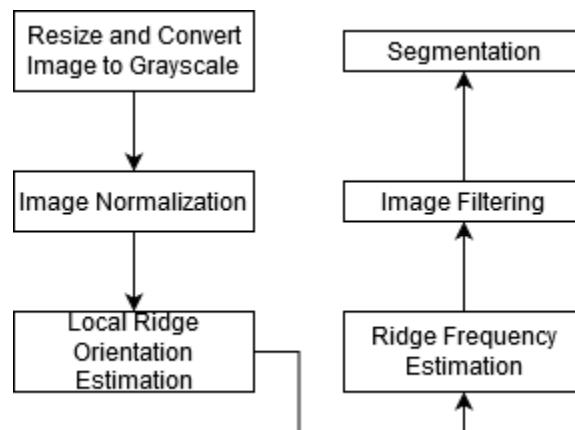 Resize and Convert
Image to Grayscale
Image Normalization
Local Ridge
Orientation
Estimation
Segmentation
Image Filtering
Ridge Frequency
Estimation